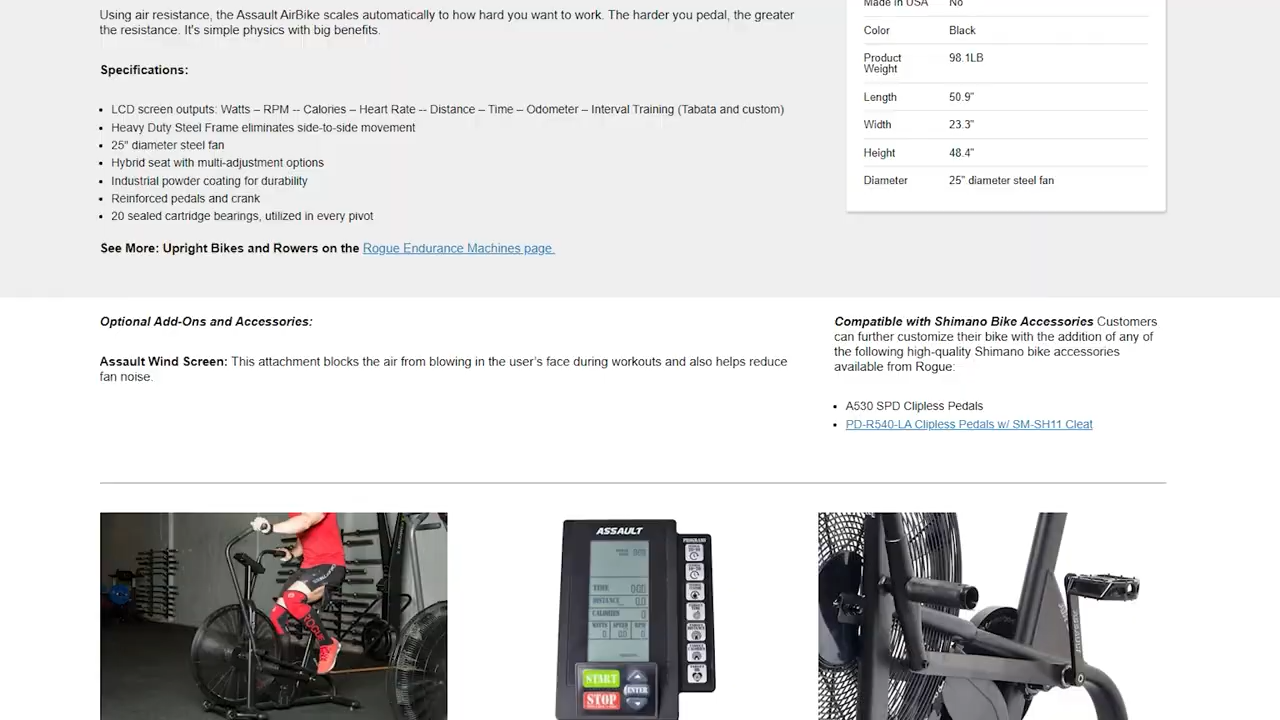 Using air resistance, the Assault AirBike scales automatically to how hard you want to work. The harder you pedal, the greater
the resistance. It's simple physics with big benefits.
Specifications:
• LCD screen outputs: Watts – RPM -- Calories – Heart Rate -- Distance – Time – Odometer – Interval Training (Tabata and custom)
• Heavy Duty Steel Frame eliminates side-to-side movement
• 25" diameter steel fan
• Hybrid seat with multi-adjustment options
• Industrial powder coating for durability
• Reinforced pedals and crank
• 20 sealed cartridge bearings, utilized in every pivot
See More: Upright Bikes and Rowers on the Rogue Endurance Machines page.
Made in USA No
Color Black
Product
Weight 98.1LB
Length 50.9"
Width 23.3"
Height 48.4"
Diameter 25" diameter steel fan
Optional Add-Ons and Accessories:
Assault Wind Screen: This attachment blocks the air from blowing in the user's face during workouts and also helps reduce
fan noise.
Compatible with Shimano Bike Accessories Customers
can further customize their bike with the addition of any of
the following high-quality Shimano bike accessories
available from Rogue:
• A530 SPD Clipless Pedals
• PD-R540-LA Clipless Pedals w/ SM-SH11 Cleat
ROGUE
ASSAULT
PROGRAMS
TIME
DISTANCE
CALORIES
WATTS SPEED RPM
START
ENTER
STOP
ASSAULT